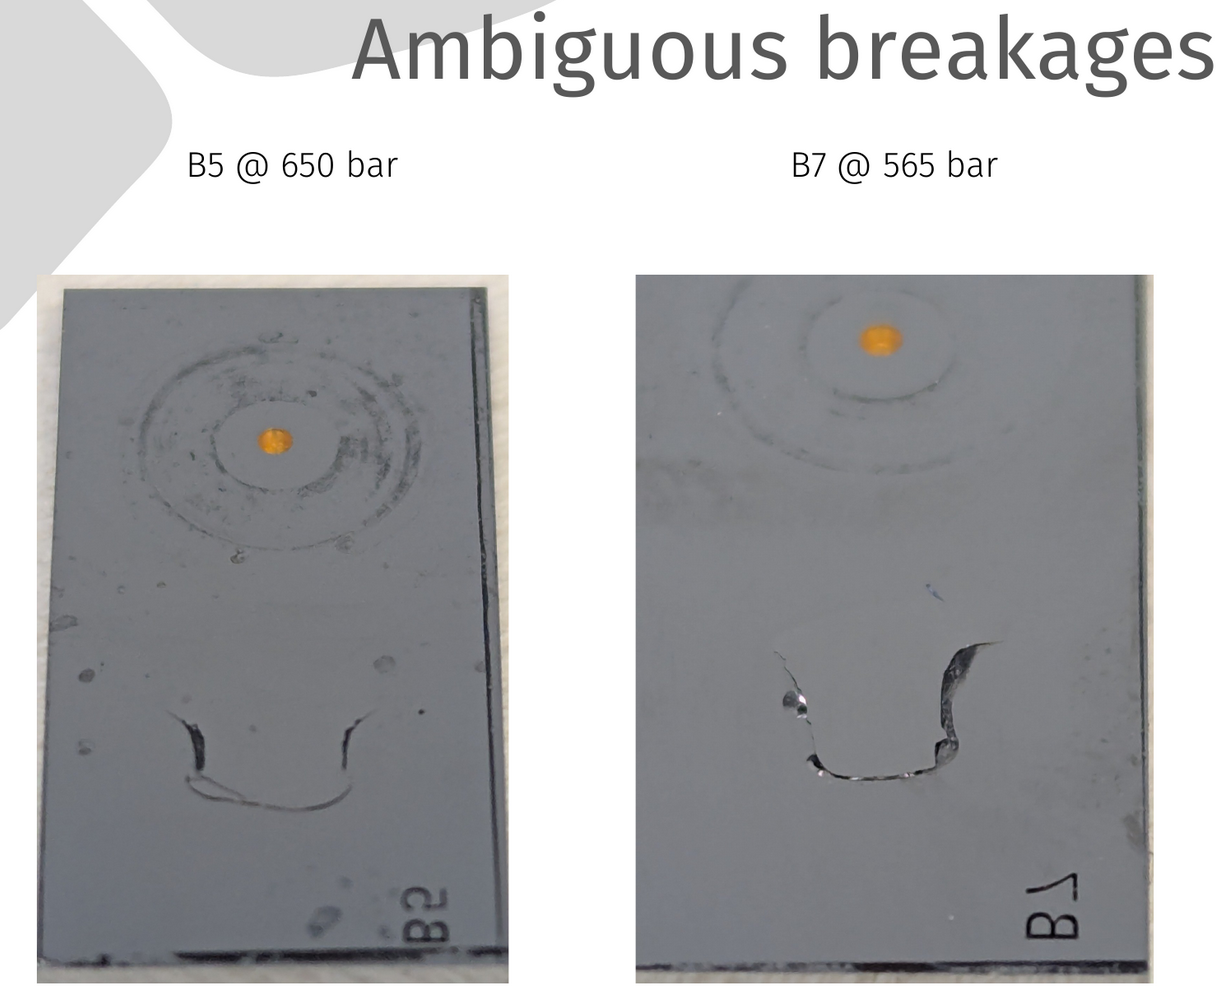 Ambiguous breakages
B5 @ 650 bar
B7 @ 565 bar
B5
B7